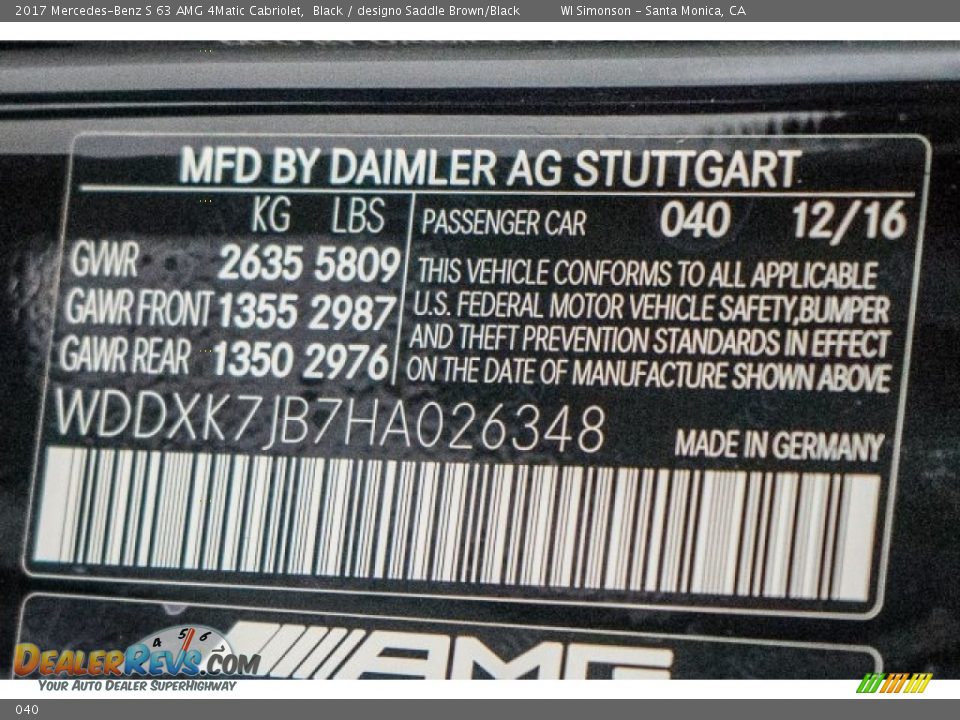 2017 Mercedes-Benz S 63 AMG 4Matic Cabriolet, Black / designo Saddle Brown/Black WI Simonson - Santa Monica, CA
MFD BY DAIMLER AG STUTTGART
KG LBS
GVWR 2635 5809
GAWR FRONT 1355 2987
GAWR REAR 1350 2976
PASSENGER CAR 040 12/16
THIS VEHICLE CONFORMS TO ALL APPLICABLE
U.S. FEDERAL MOTOR VEHICLE SAFETY, BUMPER
AND THEFT PREVENTION STANDARDS IN EFFECT
ON THE DATE OF MANUFACTURE SHOWN ABOVE
WDDXK7JB7HA026348
MADE IN GERMANY
AMG
4 5 6
DEALERREVS.COM
YOUR AUTO DEALER SUPERHIGHWAY
040